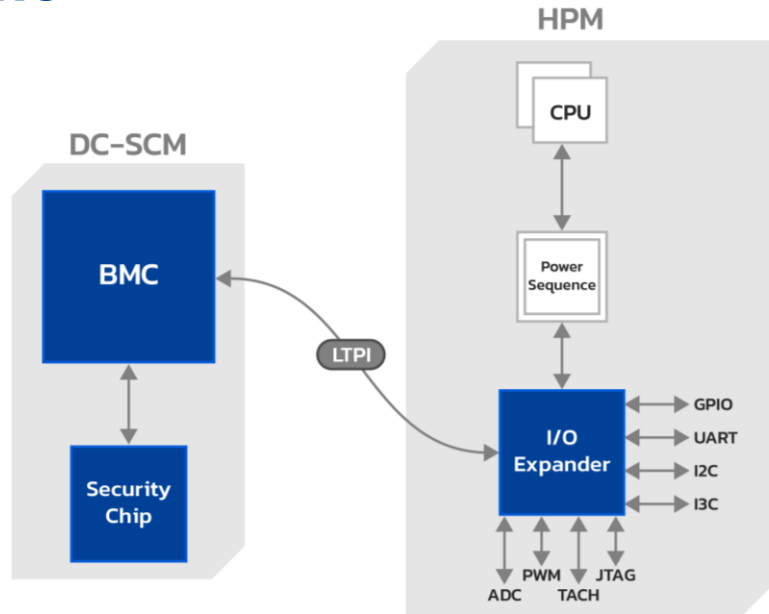 HPM
DC-SCM
CPU
BMC
Power
Sequence
LTPI
I/O
Expander
GPIO
UART
I2C
I3C
Security
Chip
PWM
JTAG
ADC
TACH